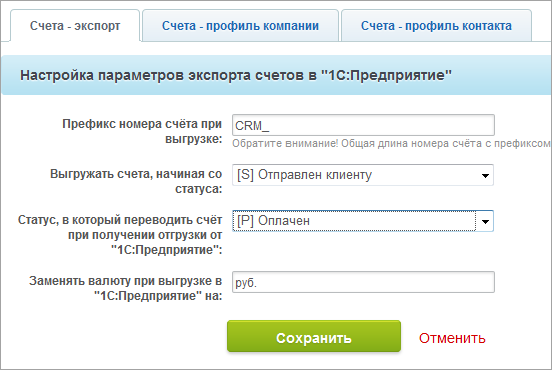 Счета - экспорт
Счета - профиль компании
Счета - профиль контакта
Настройка параметров экспорта счетов в "1С:Предприятие"
Префикс номера счёта при
выгрузке:
CRM_
Обратите внимание! Общая длина номера счёта с префиксом
Выгружать счета, начиная со
статуса:
[S] Отправлен клиенту
Статус, в который переводить счёт
при получении отгрузки от
"1С:Предприятие":
[P] Оплачен
Заменять валюту при выгрузке в
"1С:Предприятие" на:
руб.
Сохранить
Отменить